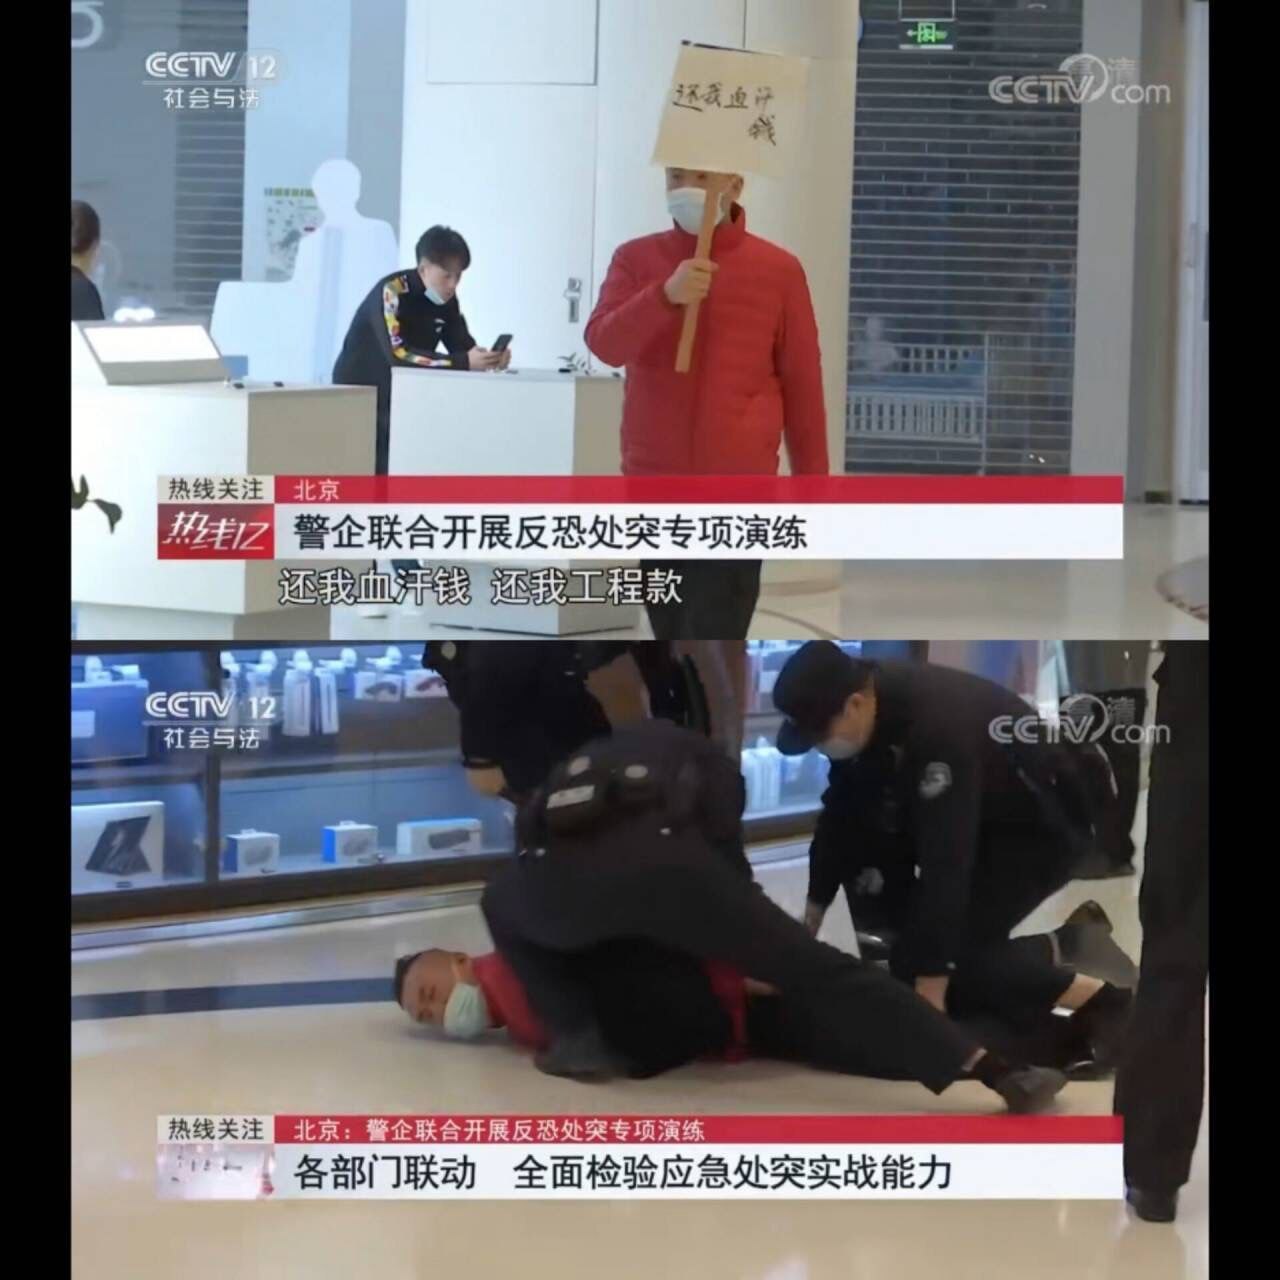 CCTV 12
社会与法
高清
CCTV.com
还我血汗
钱
热线关注
北京
热线12
警企联合开展反恐处突专项演练
还我血汗钱 还我工程款
CCTV 12
社会与法
高清
CCTV.com
热线关注
北京：警企联合开展反恐处突专项演练
各部门联动 全面检验应急处突实战能力